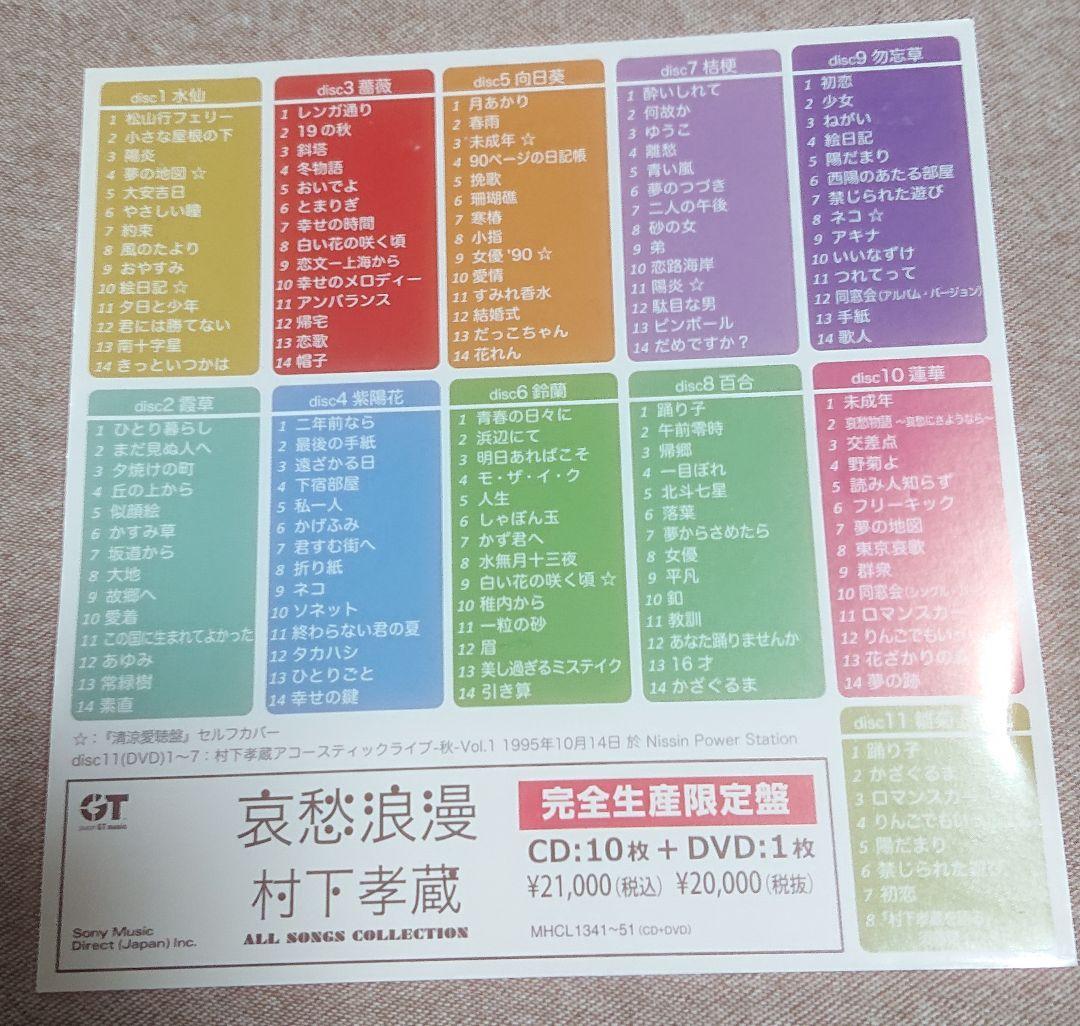 disc1 水仙
1 松山行フェリー
2 小さな屋根の下
3 陽炎
4 夢の地図 ☆
5 大安吉日
6 やさしい瞳
7 約束
8 風のたより
9 おやすみ
10 絵日記 ☆
11 夕日と少年
12 君には勝てない
13 南十字星
14 きっといつかは
disc2 霞草
1 ひとり暮らし
2 まだ見ぬ人へ
3 夕焼けの町
4 丘の上から
5 似顔絵
6 かすみ草
7 坂道から
8 大地
9 故郷へ
10 愛着
11 この国に生まれてよかった
12 あゆみ
13 常緑樹
14 素直
disc3 薔薇
1 レンガ通り
2 19の秋
3 斜塔
4 冬物語
5 おいでよ
6 とまりぎ
7 幸せの時間
8 白い花の咲く頃
9 恋文−上海から
10 幸せのメロディー
11 アンバランス
12 帰宅
13 恋歌
14 帽子
disc4 紫陽花
1 二年前なら
2 最後の手紙
3 遠ざかる日
4 下宿部屋
5 私一人
6 かげふみ
7 君すむ街へ
8 折り紙
9 ネコ
10 ソネット
11 終わらない君の夏
12 タカハシ
13 ひとりごと
14 幸せの鍵
disc5 向日葵
1 月あかり
2 春雨
3 未成年 ☆
4 90ページの日記帳
5 挽歌
6 珊瑚礁
7 寒椿
8 小指
9 女優 '90 ☆
10 愛情
11 すみれ香水
12 結婚式
13 だっこちゃん
14 花れん
disc6 鈴蘭
1 青春の日々に
2 浜辺にて
3 明日あればこそ
4 モ・ザ・イ・ク
5 人生
6 しゃぼん玉
7 かず君へ
8 水無月十三夜
9 白い花の咲く頃 ☆
10 稚内から
11 一粒の砂
12 眉
13 美し過ぎるミステイク
14 引き算
disc7 桔梗
1 酔いしれて
2 何故か
3 ゆうこ
4 離愁
5 青い嵐
6 夢のつづき
7 二人の午後
8 砂の女
9 弟
10 恋路海岸
11 陽炎 ☆
12 駄目な男
13 ピンボール
14 だめですか？
disc8 百合
1 踊り子
2 午前零時
3 帰郷
4 一目ぼれ
5 北斗七星
6 落葉
7 夢からさめたら
8 女優
9 平凡
10 釦
11 教訓
12 あなた踊りませんか
13 16才
14 かざぐるま
disc9 勿忘草
1 初恋
2 少女
3 ねがい
4 絵日記
5 陽だまり
6 西陽のあたる部屋
7 禁じられた遊び
8 ネコ ☆
9 アキナ
10 いいなずけ
11 つれてって
12 同窓会(アルバム・バージョン)
13 手紙
14 歌人
disc10 蓮華
1 未成年
2 哀愁物語 〜哀愁にさようなら〜
3 交差点
4 野菊よ
5 読み人知らず
6 フリーキック
7 夢の地図
8 東京哀歌
9 群衆
10 同窓会(シングル・
11 ロマンスカー
12 りんごでもいっ
13 花ざかりの
14 夢の跡
disc11 雛菊
1 踊り子
2 かざぐるま
3 ロマンスカー
4 りんごでもい
5 陽だまり
6 禁じられた遊び
7 初恋
8「村下孝蔵を語る」
☆：『清涼愛聴盤』セルフカバー
disc11(DVD)1〜7：村下孝蔵アコースティックライブ-秋-Vol.1 1995年10月14日 於 Nissin Power Station
GT
哀愁浪漫
村下孝蔵
ALL SONGS COLLECTION
Sony Music
Direct (Japan) Inc.
完全生産限定盤
CD:10枚＋DVD:1枚
¥21,000(税込) ¥20,000(税抜)
MHCL1341~51 (CD+DVD)